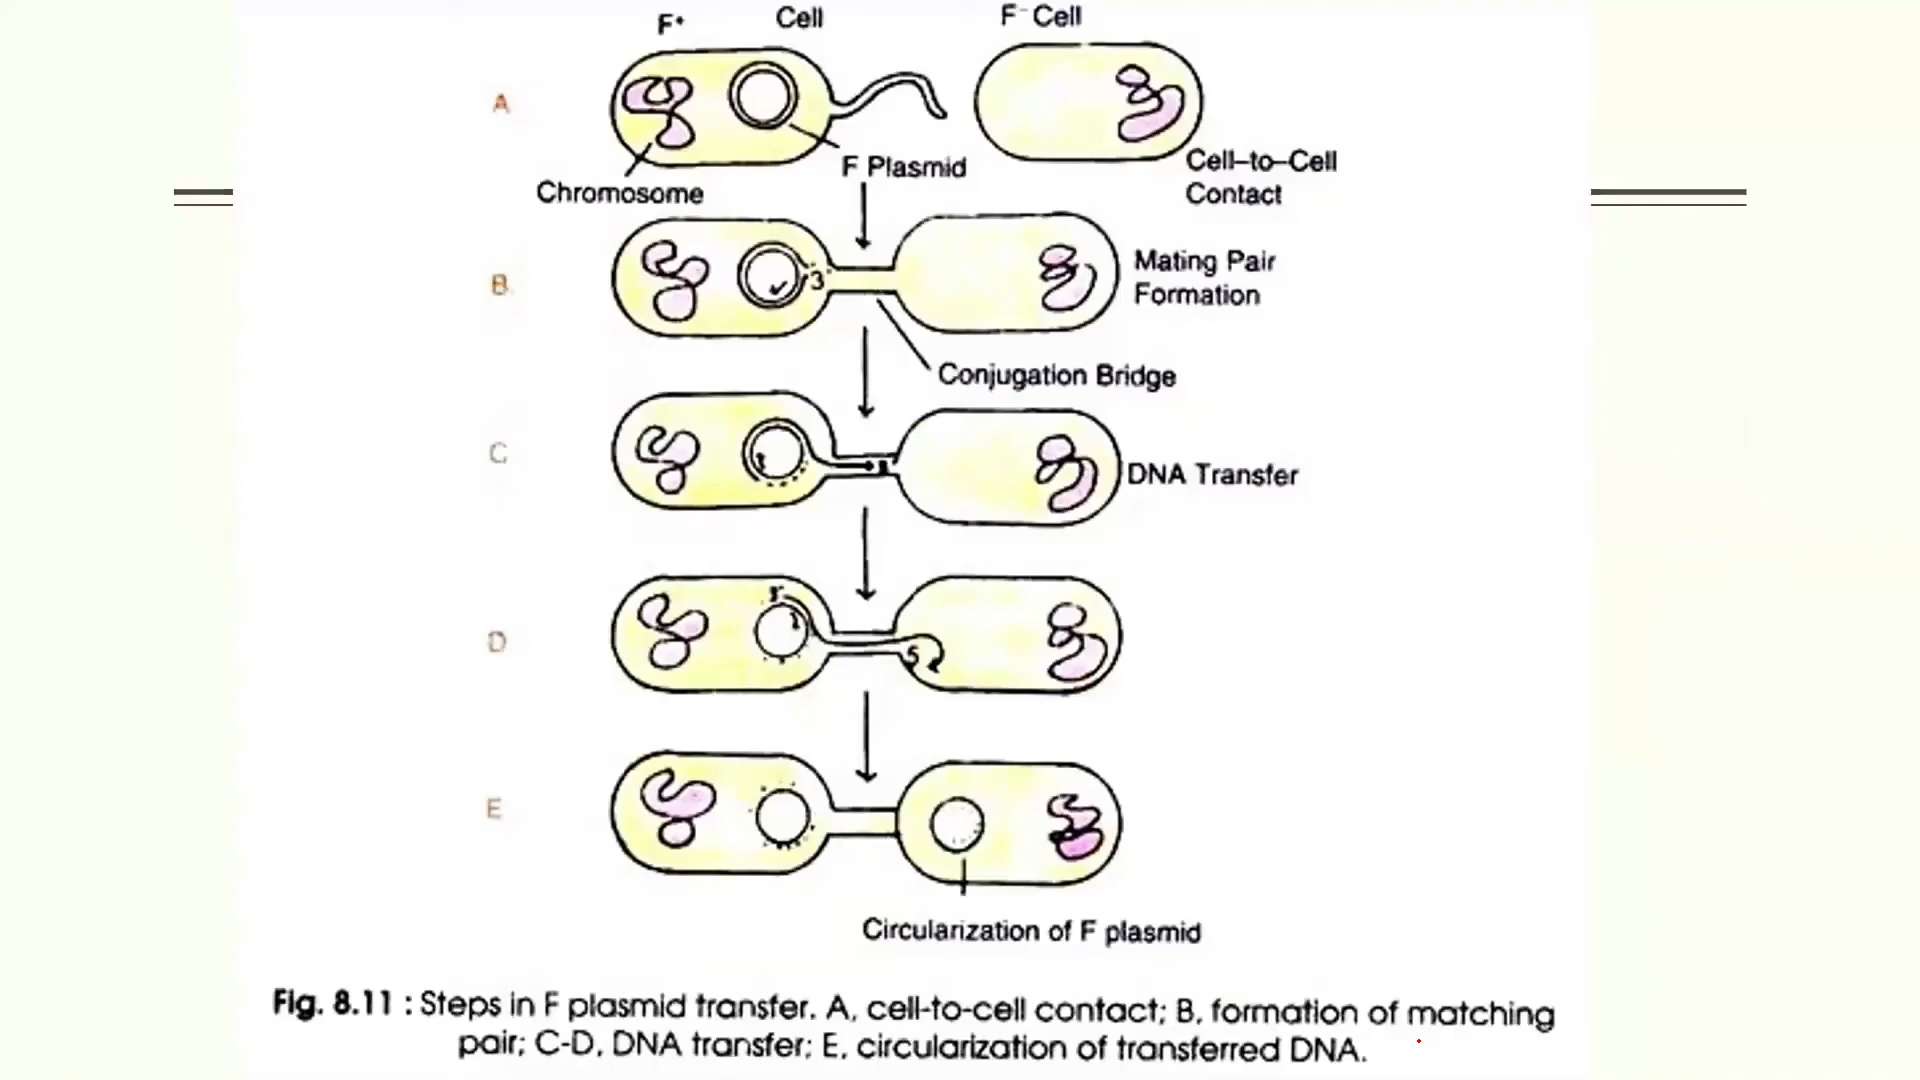 F+ Cell
F- Cell
A
F Plasmid
Chromosome
Cell-to-Cell
Contact
B
3
Mating Pair
Formation
Conjugation Bridge
C
DNA Transfer
D
5
E
Circularization of F plasmid
Fig. 8.11 : Steps in F plasmid transfer. A, cell-to-cell contact; B, formation of matching
pair; C-D, DNA transfer; E, circularization of transferred DNA.